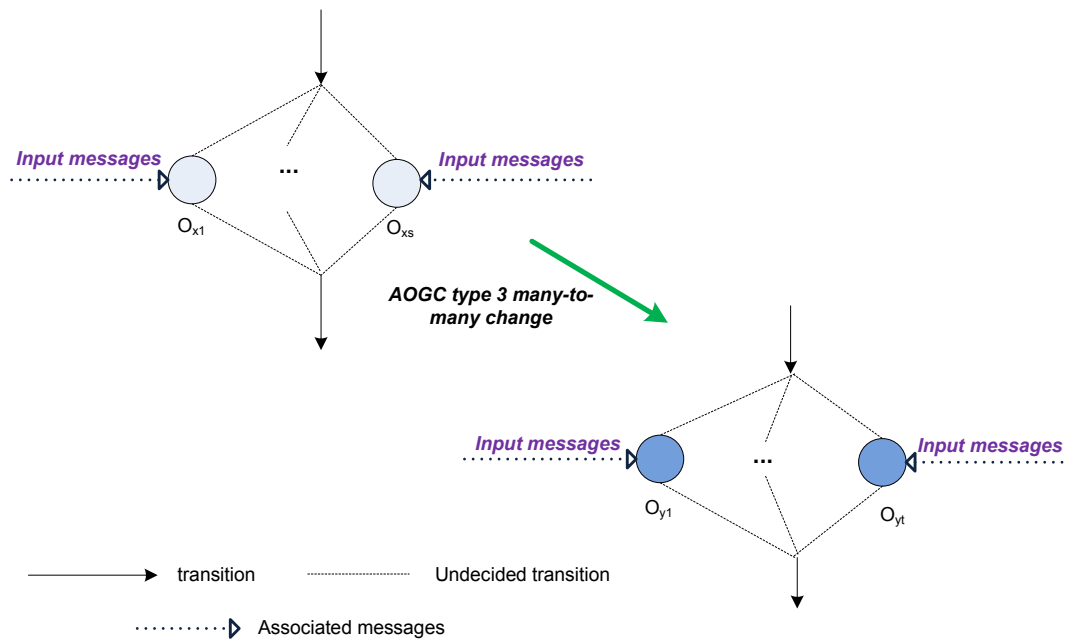 Input messages
Input messages
...
Ox1
Oxs
AOGC type 3 many-to-
many change
Input messages
Input messages
...
Oy1
Oyt
transition
Undecided transition
Associated messages